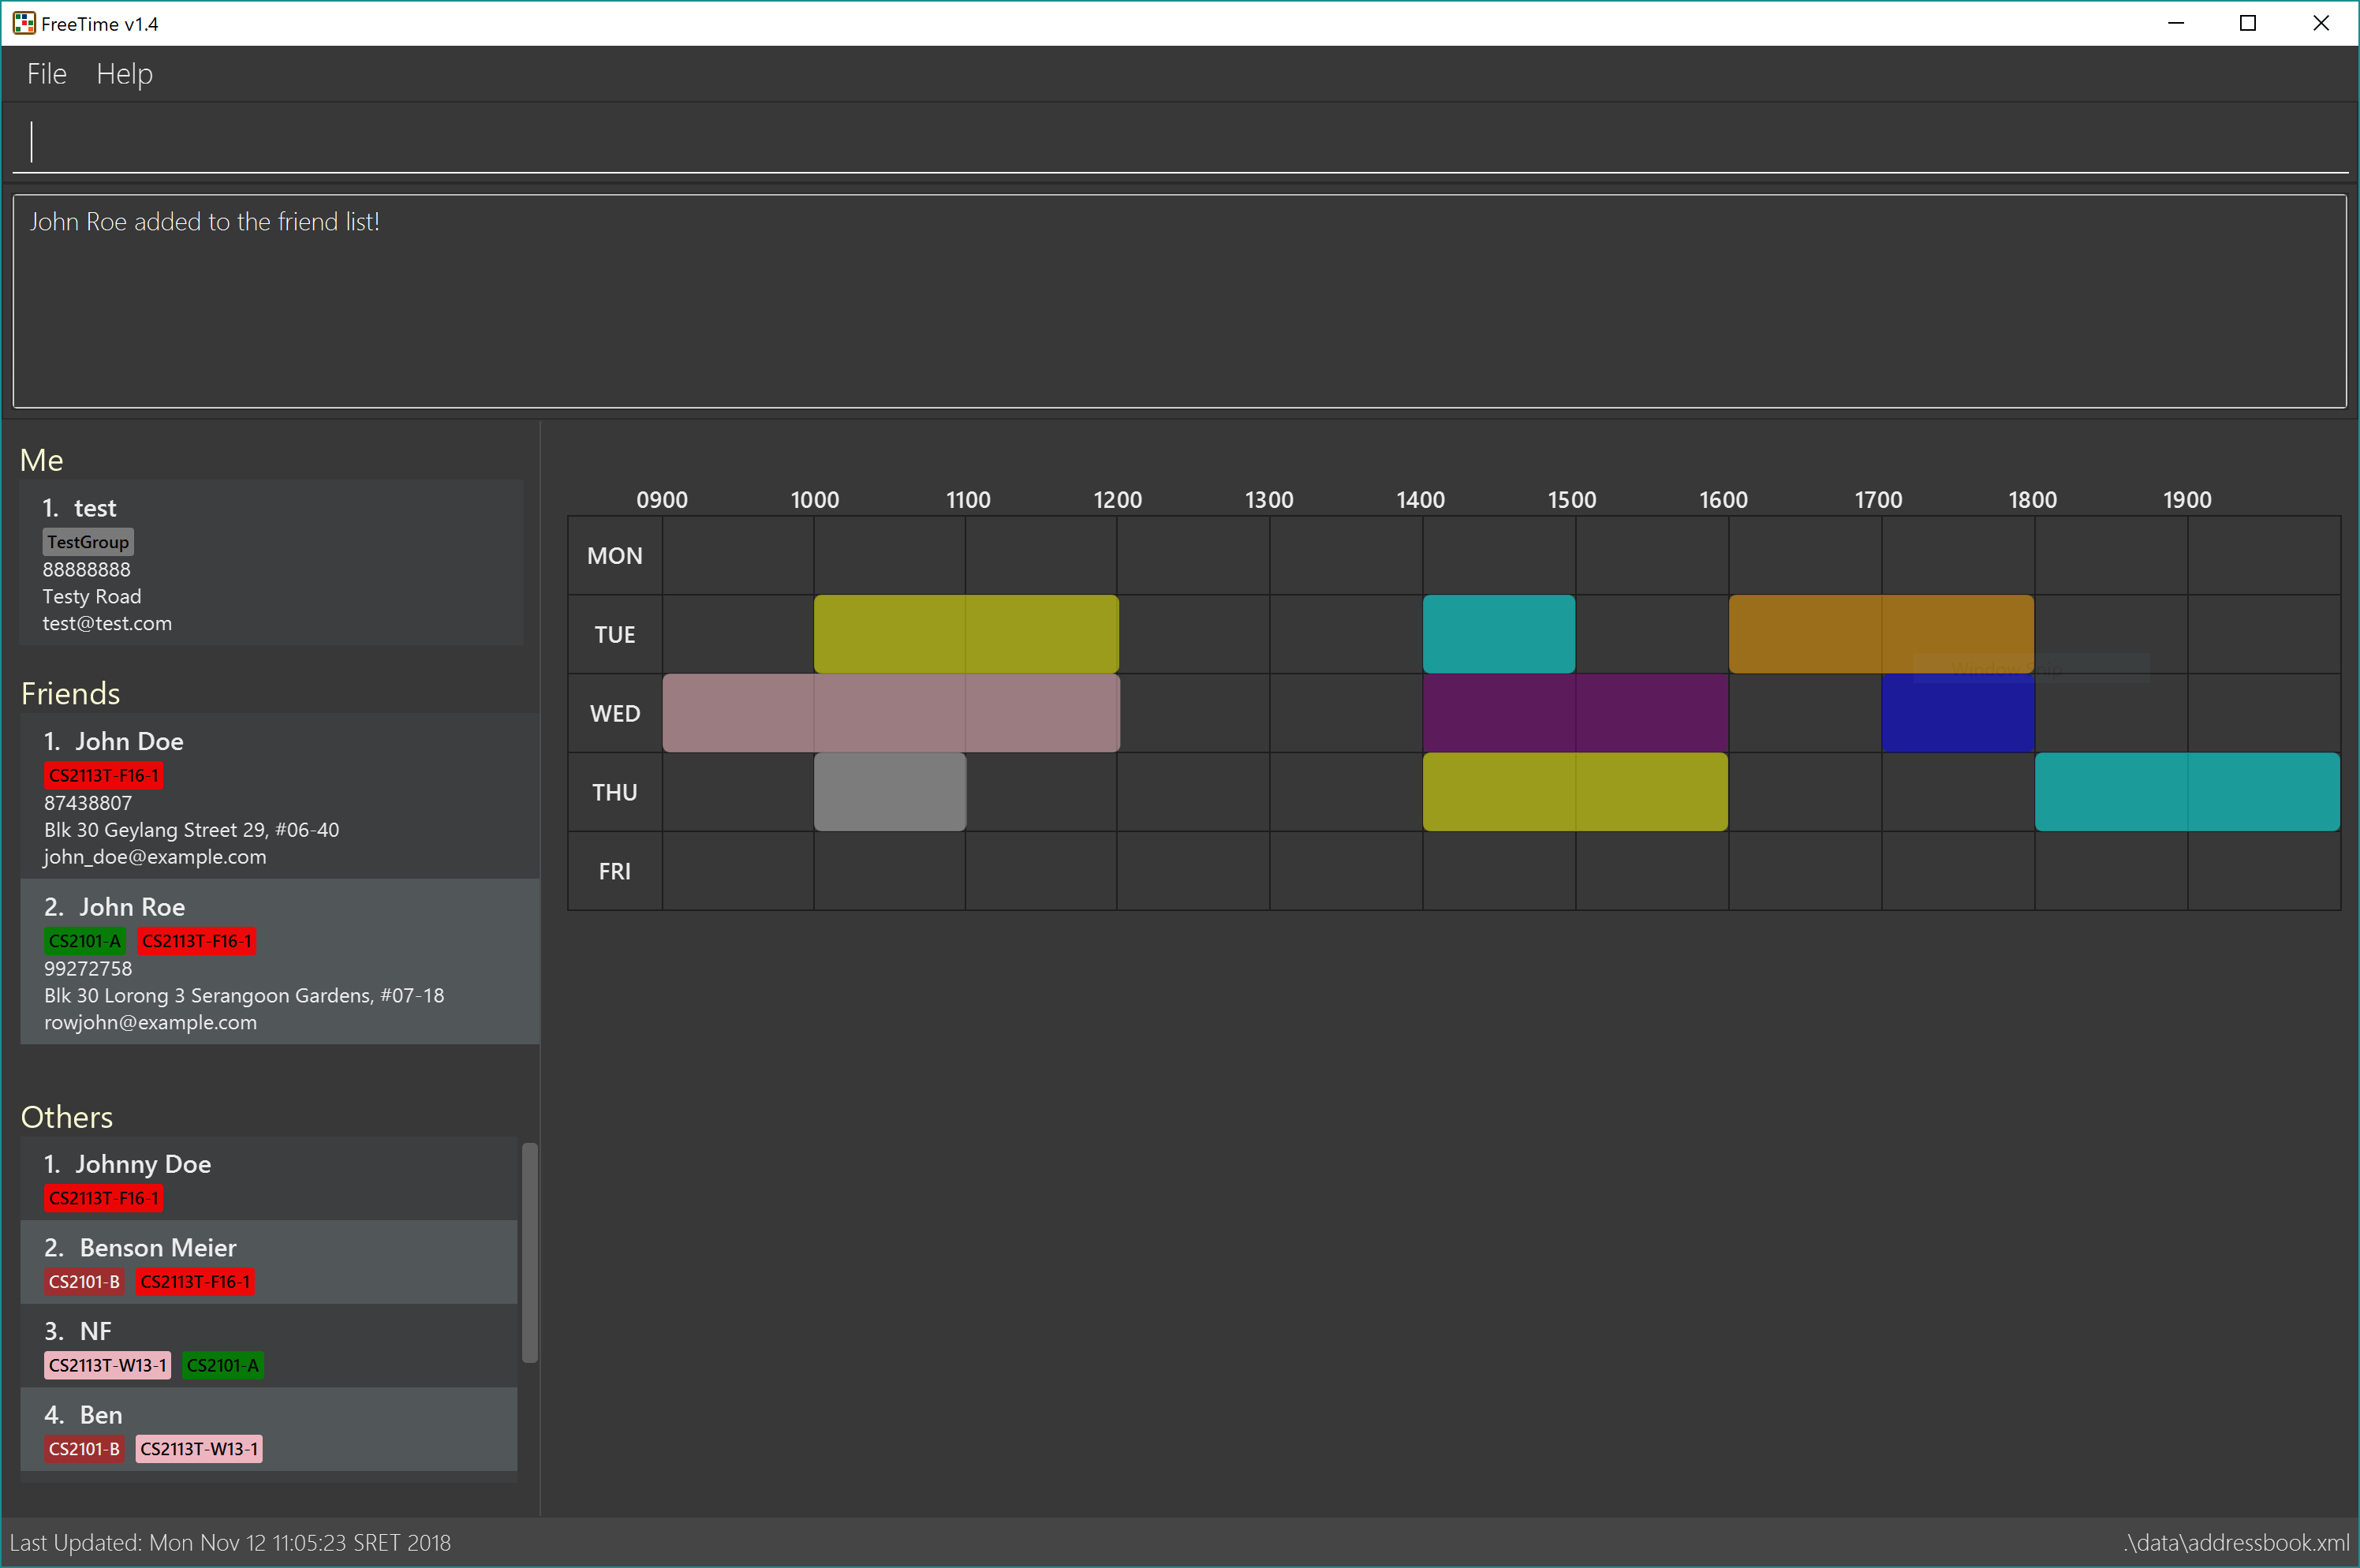 FreeTime v1.4
File Help
John Roe added to the friend list!
Me
1. test
TestGroup
88888888
Testy Road
test@test.com
Friends
1. John Doe
CS2113T-F16-1
87438807
Blk 30 Geylang Street 29, #06-40
john_doe@example.com
2. John Roe
CS2101-A CS2113T-F16-1
99272758
Blk 30 Lorong 3 Serangoon Gardens, #07-18
rowjohn@example.com
Others
1. Johnny Doe
CS2113T-F16-1
2. Benson Meier
CS2101-B CS2113T-F16-1
3. NF
CS2113T-W13-1 CS2101-A
4. Ben
CS2101-B CS2113T-W13-1
0900 1000 1100 1200 1300 1400 1500 1600 1700 1800 1900
MON
TUE
Window Snip
WED
THU
FRI
Last Updated: Mon Nov 12 11:05:23 SRET 2018
.\data\addressbook.xml